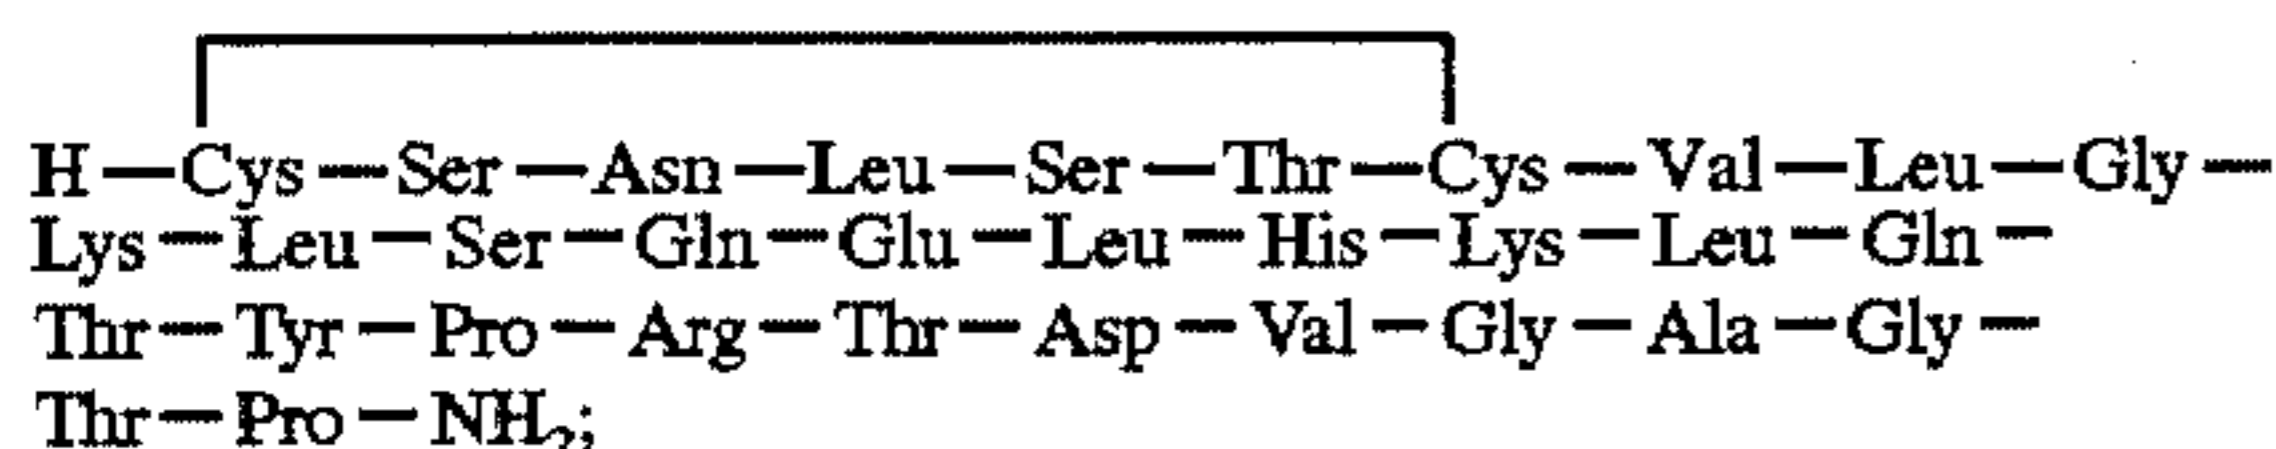 H—Cys—Ser—Asn—Leu—Ser—Thr—Cys—Val—Leu—Gly—
Lys—Leu—Ser—Gln—Glu—Leu—His—Lys—Leu—Gln—
Thr—Tyr—Pro—Arg—Thr—Asp—Val—Gly—Ala—Gly—
Thr—Pro—NH₂;